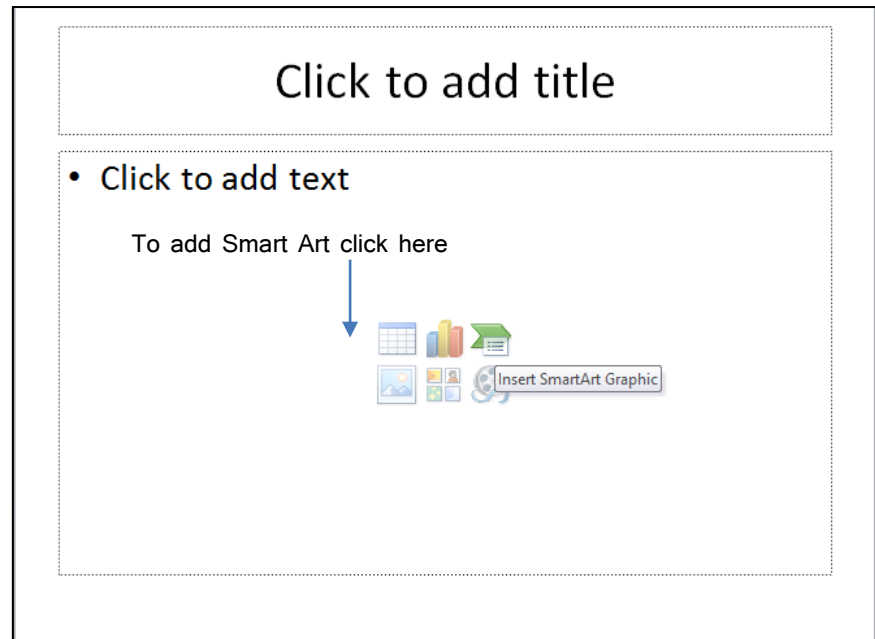 Click to add title
• Click to add text
To add Smart Art click here
Insert SmartArt Graphic